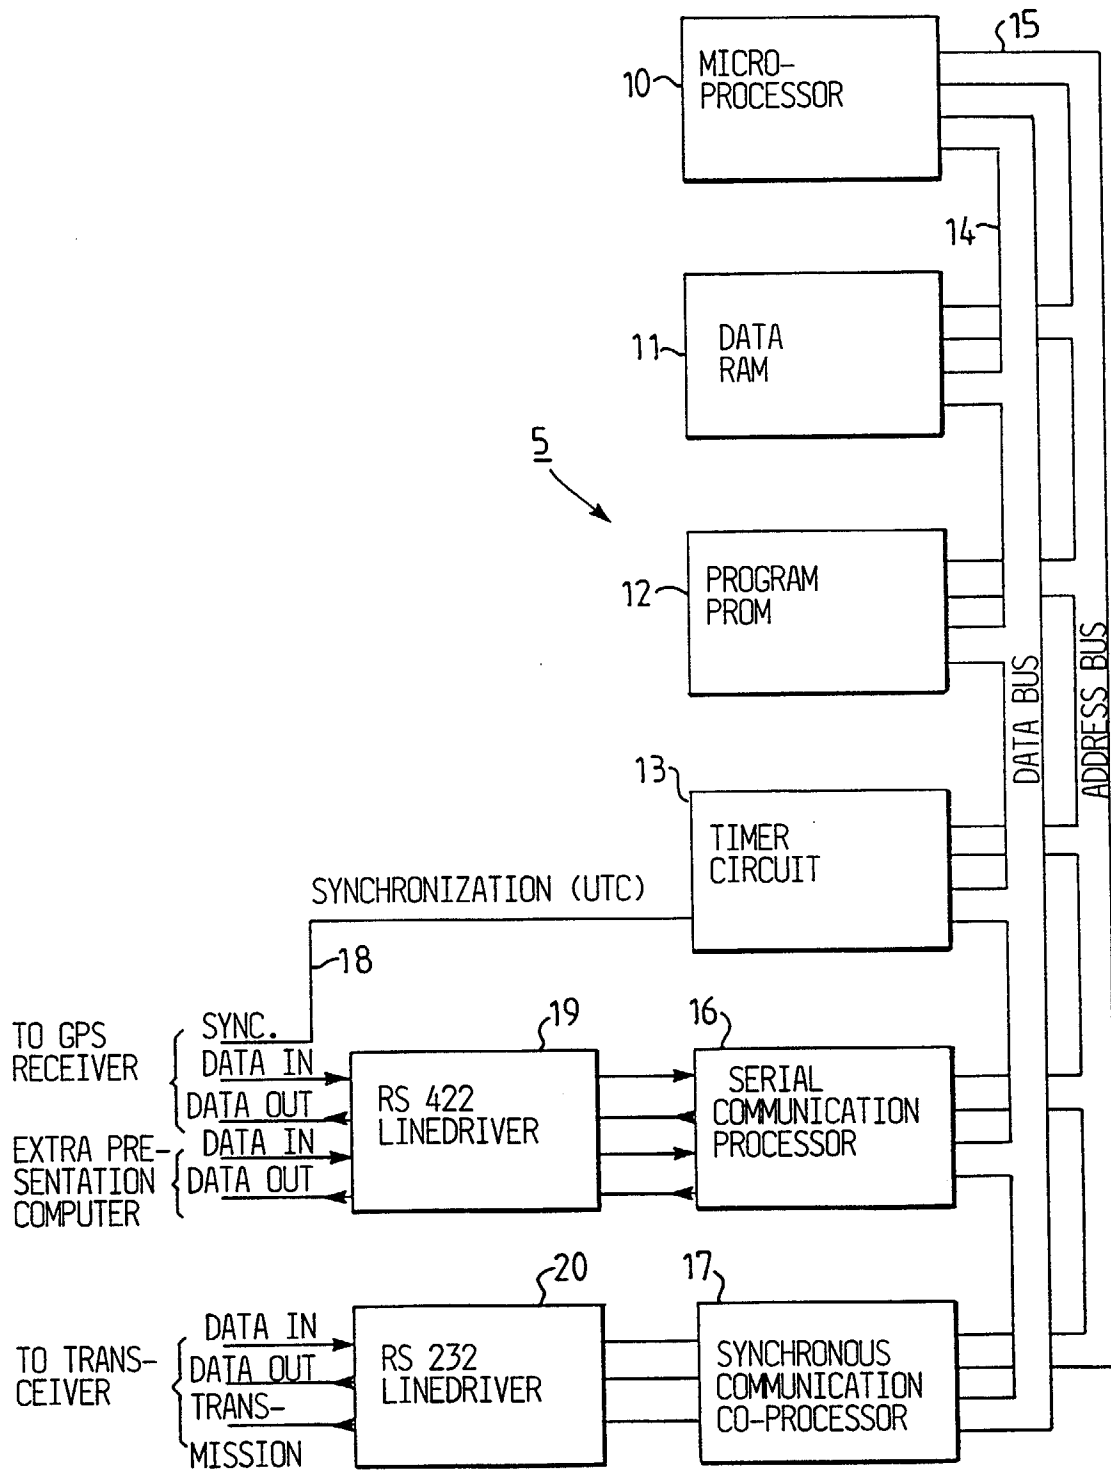 15
10
MICRO-
PROCESSOR
14
11
DATA
RAM
5
12
PROGRAM
PROM
DATA BUS
ADDRESS BUS
13
TIMER
CIRCUIT
SYNCHRONIZATION (UTC)
18
TO GPS
RECEIVER
SYNC.
DATA IN
DATA OUT
EXTRA PRE-
SENTATION
COMPUTER
DATA IN
DATA OUT
19
RS 422
LINEDRIVER
16
SERIAL
COMMUNICATION
PROCESSOR
TO TRANS-
CEIVER
DATA IN
DATA OUT
TRANS-
MISSION
20
RS 232
LINEDRIVER
17
SYNCHRONOUS
COMMUNICATION
CO-PROCESSOR